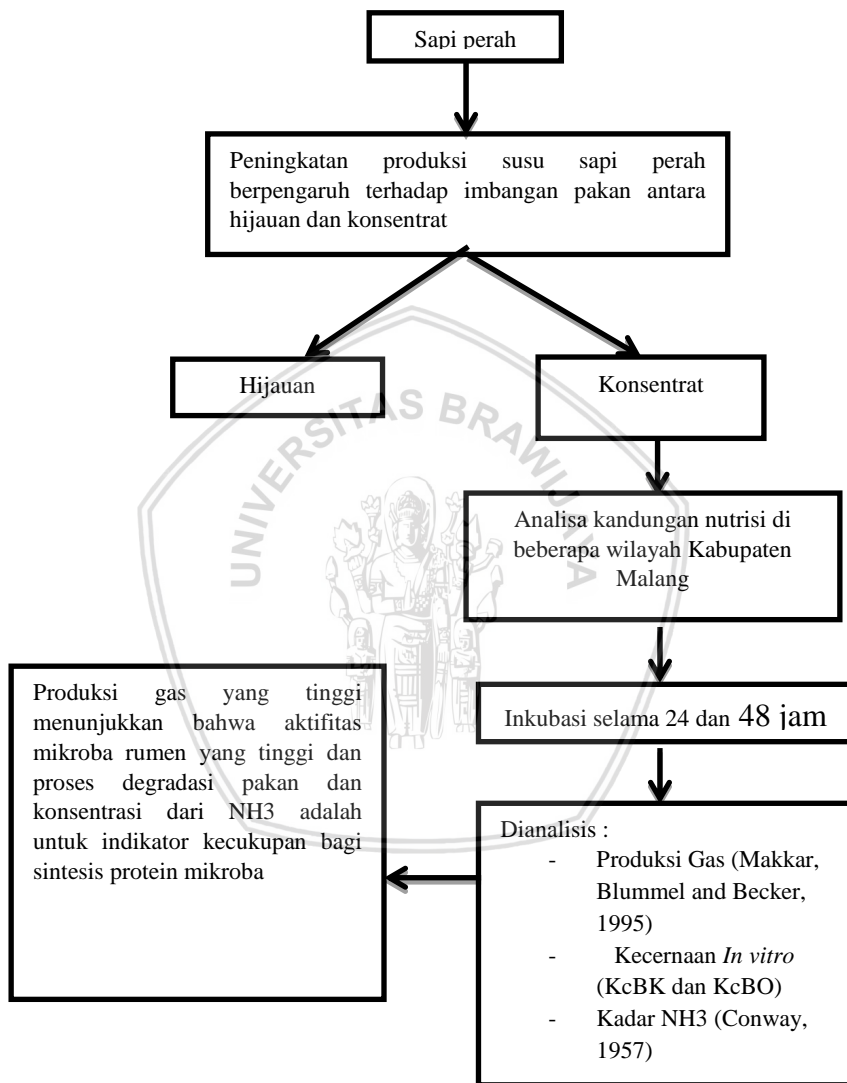 Sapi perah
Peningkatan produksi susu sapi perah
berpengaruh terhadap imbangan pakan antara
hijauan dan konsentrat
Hijauan
Konsentrat
UNIVERSITAS BRAWIJAYA
Analisa kandungan nutrisi di
beberapa wilayah Kabupaten
Malang
Inkubasi selama 24 dan 48 jam
Produksi gas yang tinggi
menunjukkan bahwa aktifitas
mikroba rumen yang tinggi dan
proses degradasi pakan dan
konsentrasi dari NH3 adalah
untuk indikator kecukupan bagi
sintesis protein mikroba
Dianalisis :
- Produksi Gas (Makkar,
Blummel and Becker,
1995)
- Kecernaan In vitro
(KcBK dan KcBO)
- Kadar NH3 (Conway,
1957)